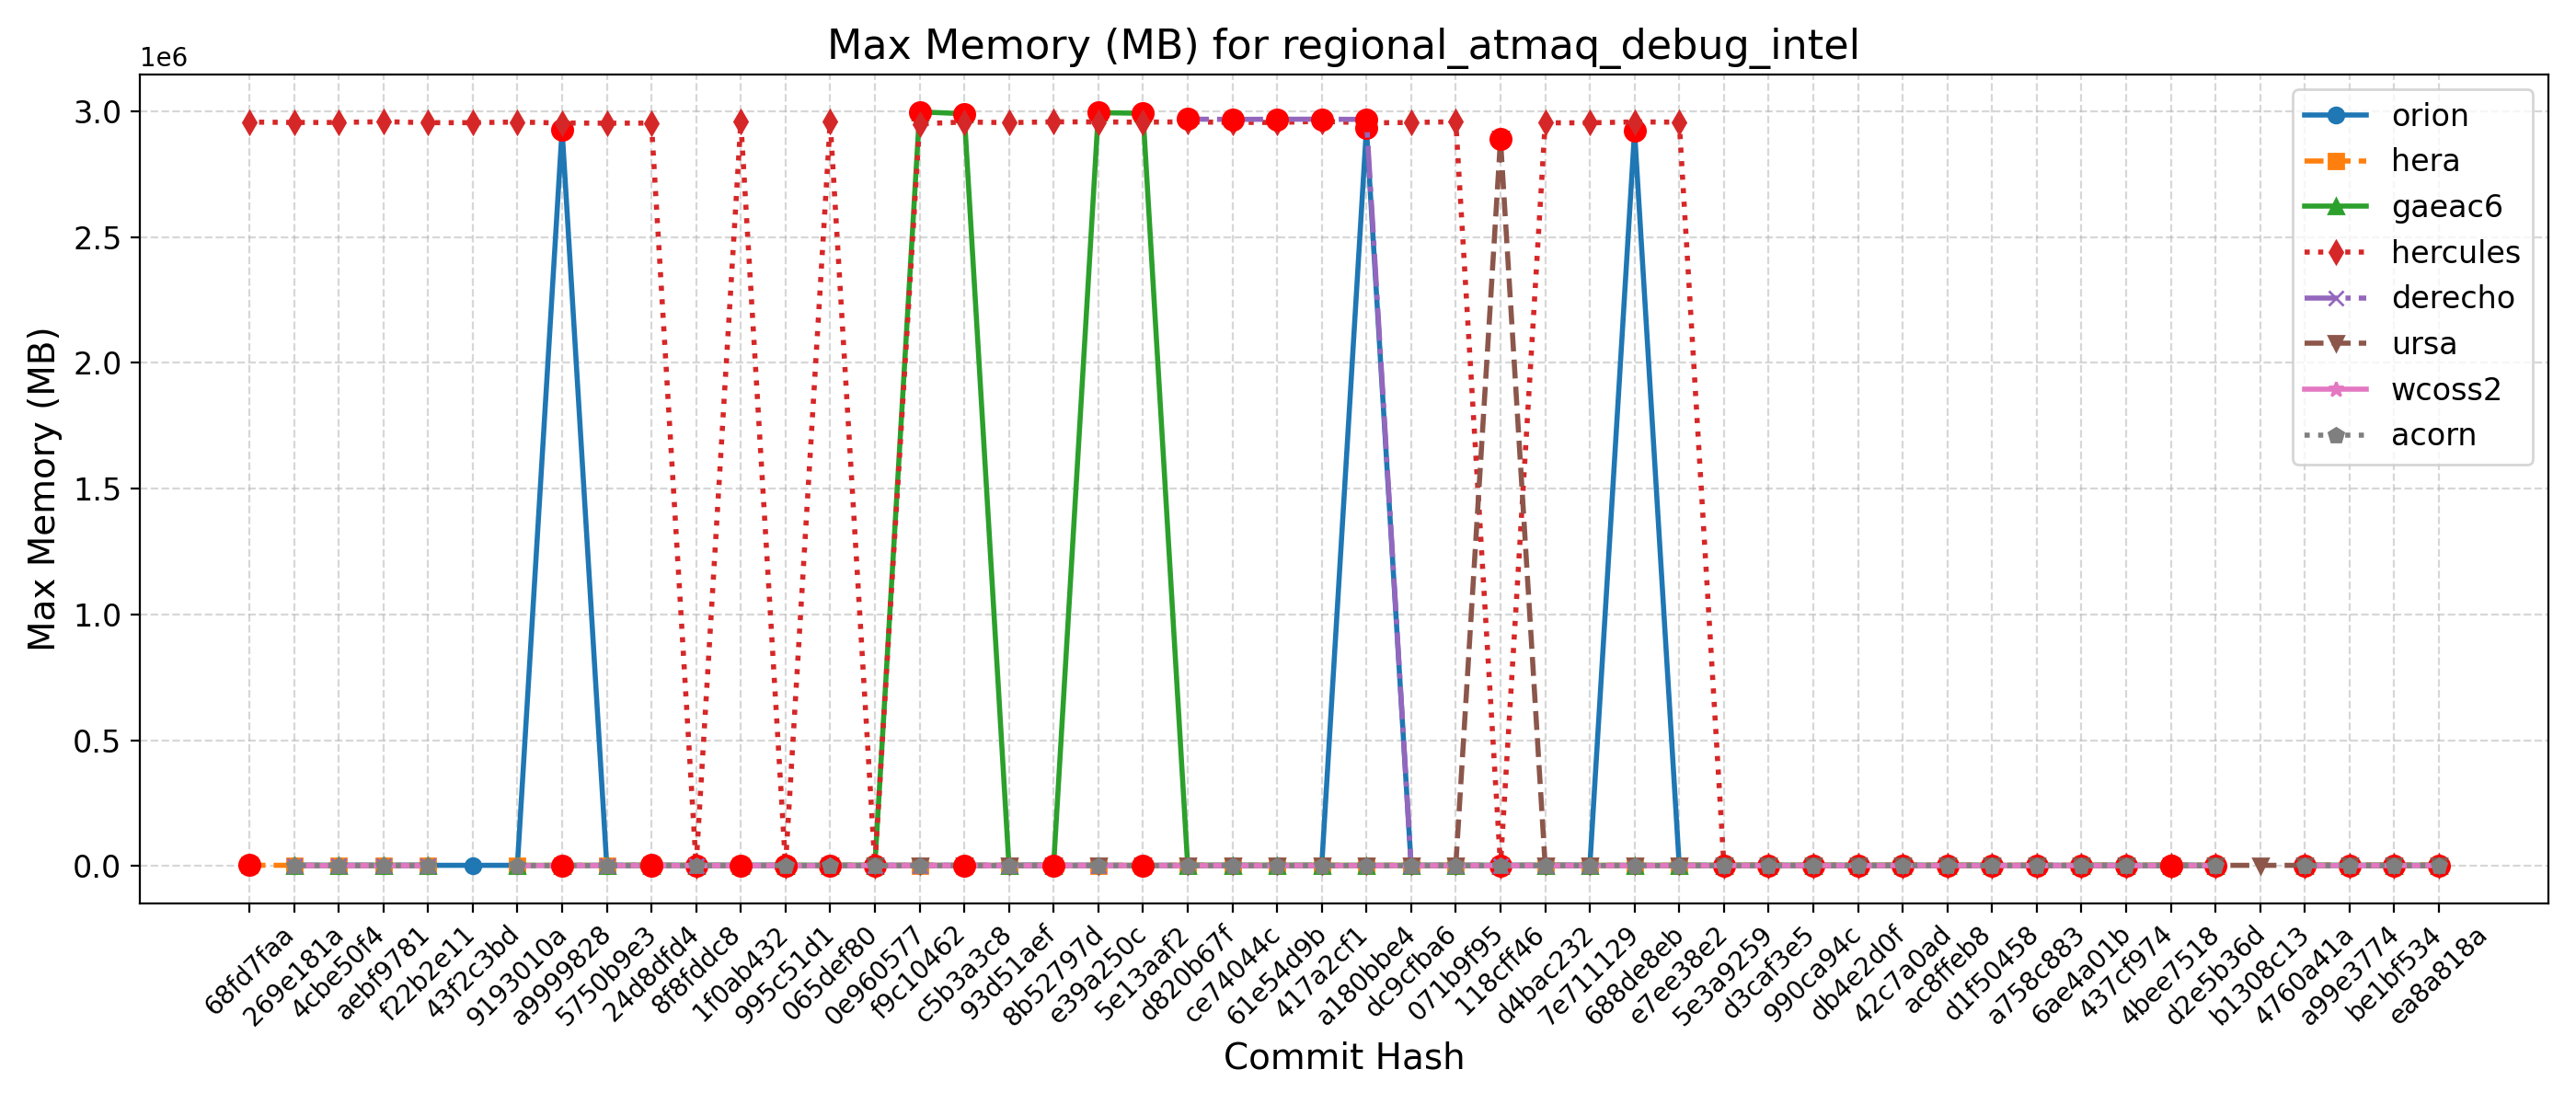 Max Memory (MB) for regional_atmaq_debug_intel
1e6
3.0
2.5
2.0
1.5
1.0
0.5
0.0
Max Memory (MB)
orion
hera
gaeac6
hercules
derecho
ursa
wcoss2
acorn
68fd7faa
269e181a
4cbe50f4
aebf9781
f22b2e11
43f2c3bd
9193010a
a9999828
5750b9e3
24d8dfd4
8f8fddc8
1f0ab432
995c51d1
065def80
0e960577
f9c10462
c5b3a3c8
93d51aef
8b52797d
e39a250c
5e13aaf2
d820b67f
ce74044c
61e54d9b
417a2cf1
a180bbe4
dc9cfba6
071b9f95
118cff46
d4bac232
7e711129
688de8eb
e7ee38e2
5e3a9259
d3caf3e5
990ca94c
db4e2d0f
42c7a0ad
ac8ffeb8
d1f50458
a758c883
6ae4a01b
437cf974
4bee7518
d2e5b36d
b1308c13
4760a41a
a99e3774
be1bf534
ea8a818a
Commit Hash